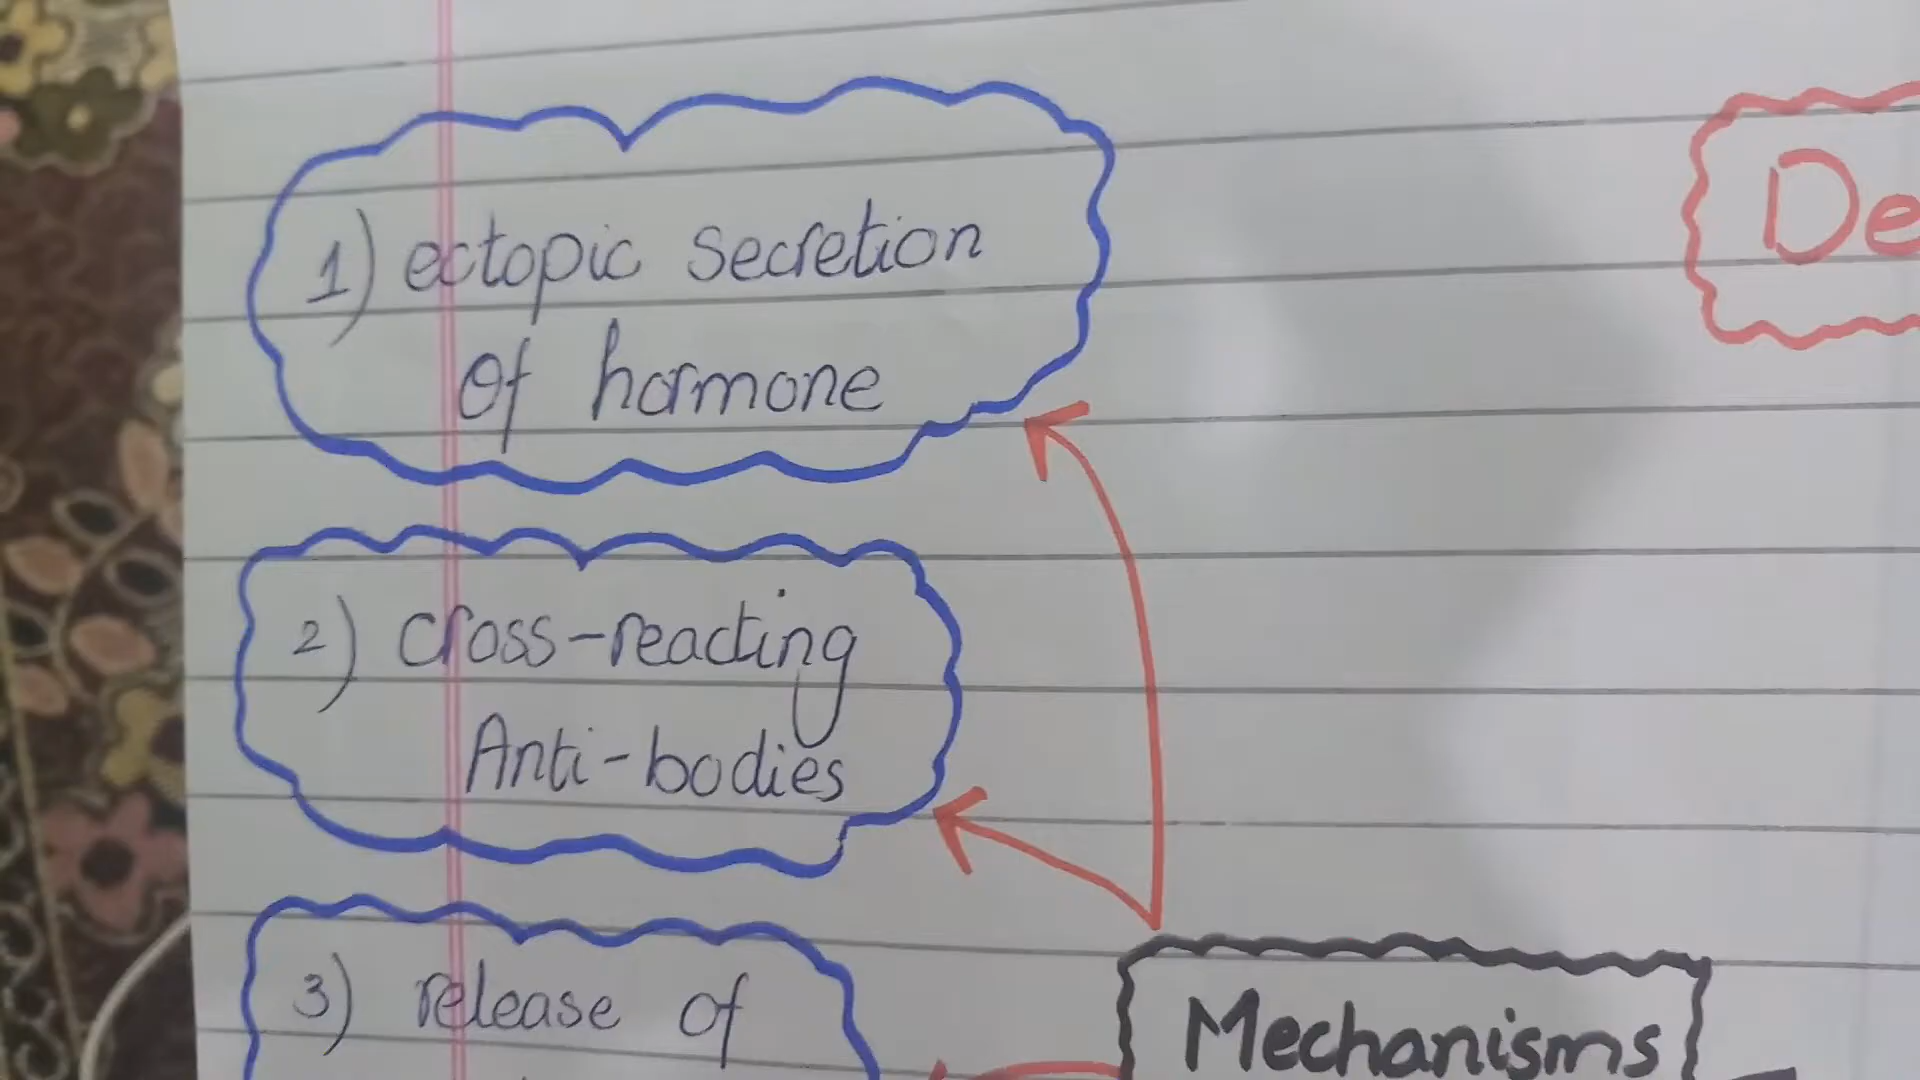 1) ectopic secretion
of hormone
2) cross-reacting
Anti-bodies
3) release of
Mechanisms
De